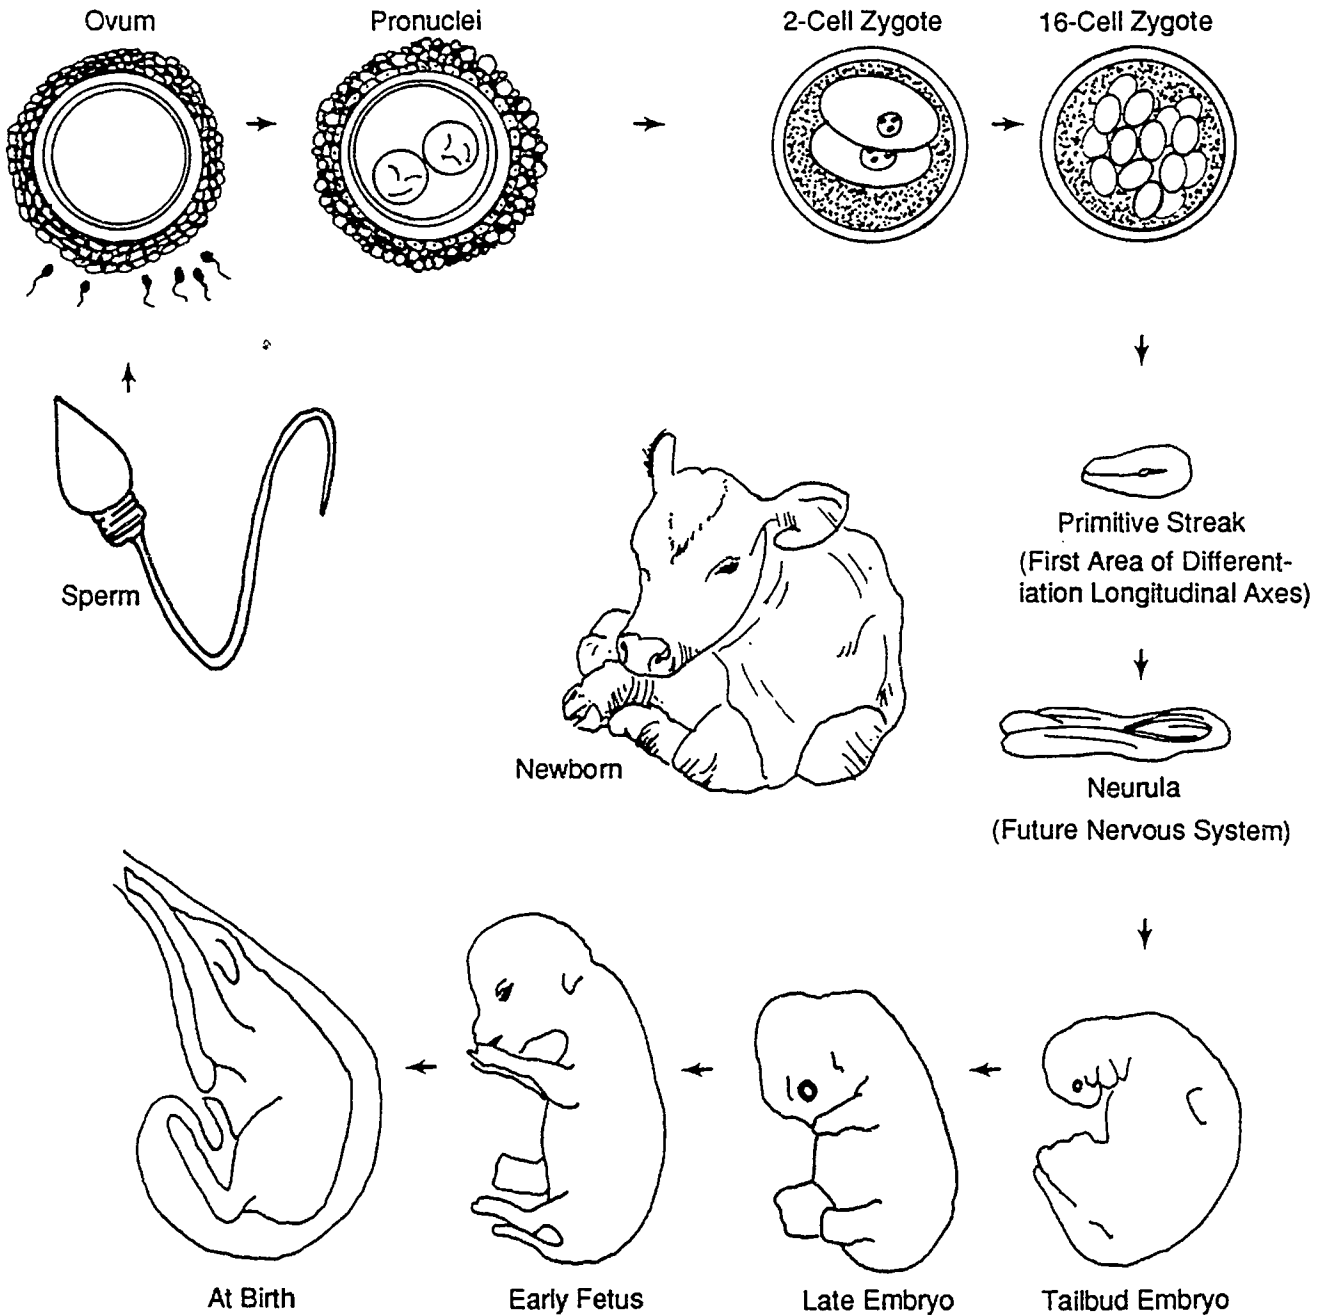 Ovum
Pronuclei
2-Cell Zygote
16-Cell Zygote
Sperm
Primitive Streak
(First Area of Different-
iation Longitudinal Axes)
Newborn
Neurula
(Future Nervous System)
At Birth
Early Fetus
Late Embryo
Tailbud Embryo